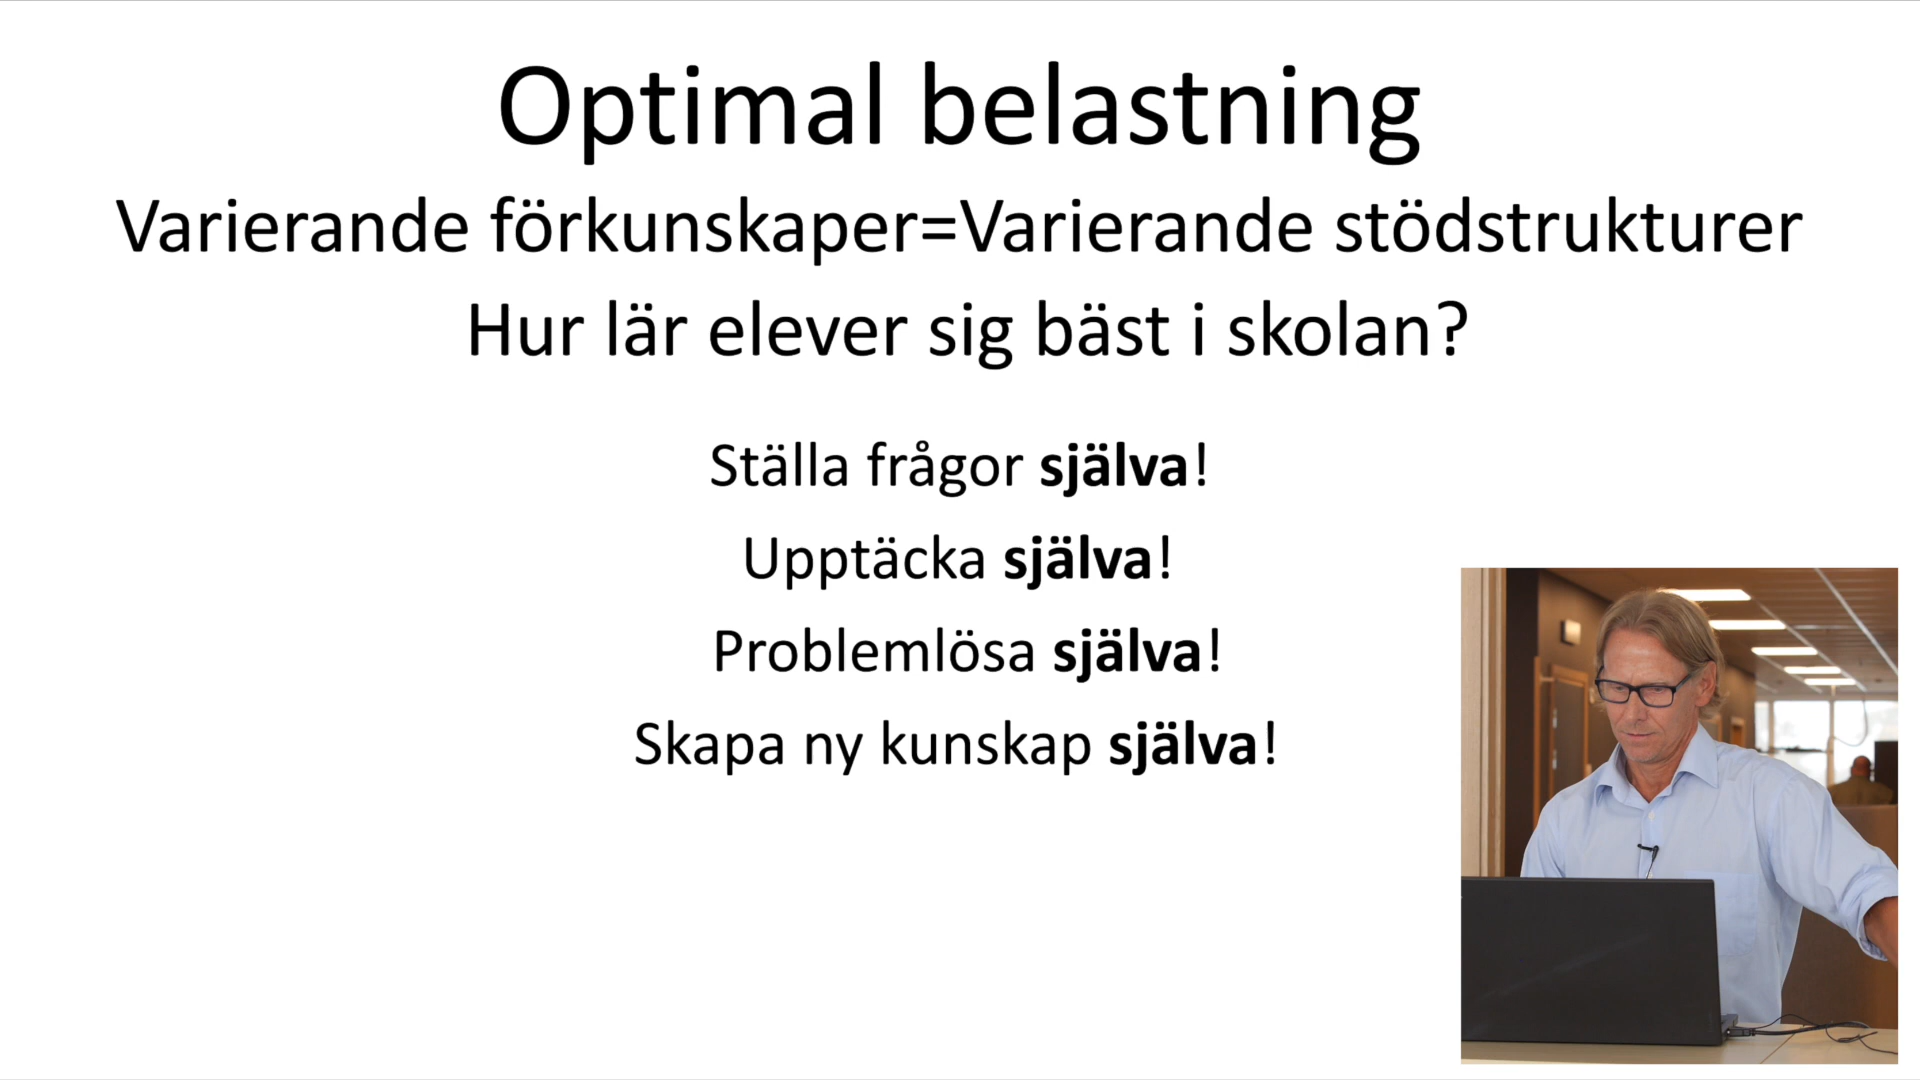 Optimal belastning
Varierande förkunskaper=Varierande stödstrukturer
Hur lär elever sig bäst i skolan?
Ställa frågor själva!
Upptäcka själva!
Problemlösa själva!
Skapa ny kunskap själva!